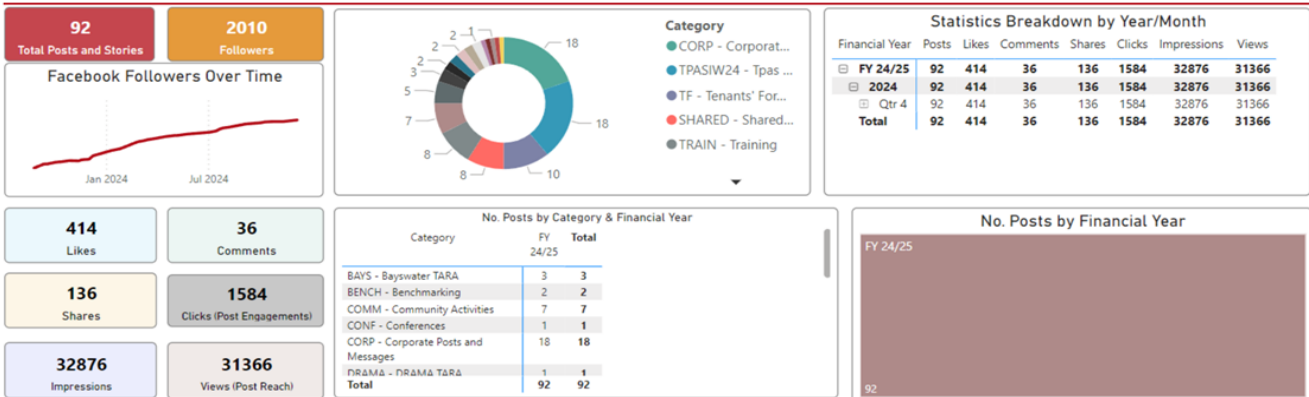 92
Total Posts and Stories
2010
Followers
Facebook Followers Over Time
Jan 2024
Jul 2024
18
18
10
8
8
7
5
3
2
2
2
1
Category
CORP - Corporat...
TPASIW24 - Tpas ...
TF - Tenants' For...
SHARED - Shared...
TRAIN - Training
Statistics Breakdown by Year/Month
Financial Year Posts Likes Comments Shares Clicks Impressions Views
FY 24/25 92 414 36 136 1584 32876 31366
2024 92 414 36 136 1584 32876 31366
Qtr 4 92 414 36 136 1584 32876 31366
Total 92 414 36 136 1584 32876 31366
414
Likes
36
Comments
136
Shares
1584
Clicks (Post Engagements)
32876
Impressions
31366
Views (Post Reach)
No. Posts by Category & Financial Year
Category FY Total
24/25
BAYS - Bayswater TARA 3 3
BENCH - Benchmarking 2 2
COMM - Community Activities 7 7
CONF - Conferences 1 1
CORP - Corporate Posts and 18 18
Messages
DRAMA - DRAMA TARA 1 1
Total 92 92
No. Posts by Financial Year
FY 24/25
92